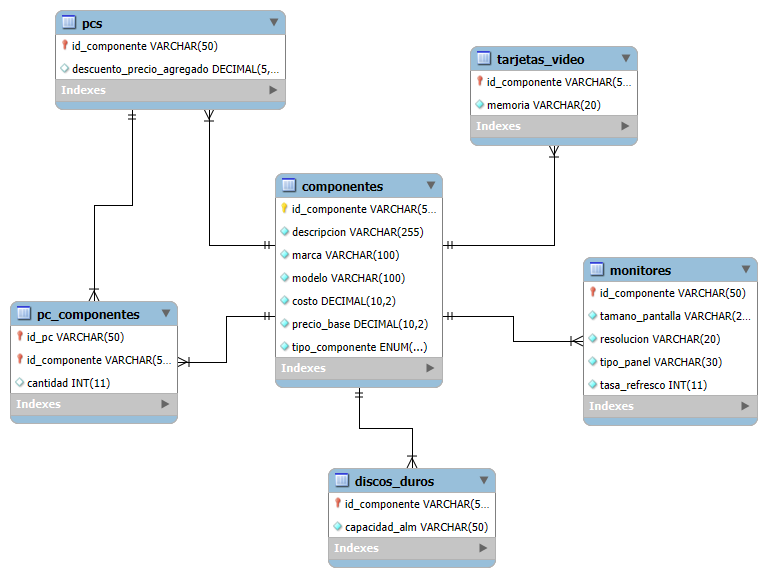 pcs
id_componente VARCHAR(50)
descuento_precio_agregado DECIMAL(5,...
Indexes
tarjetas_video
id_componente VARCHAR(5...
memoria VARCHAR(20)
Indexes
componentes
id_componente VARCHAR(5...
descripcion VARCHAR(255)
marca VARCHAR(100)
modelo VARCHAR(100)
costo DECIMAL(10,2)
precio_base DECIMAL(10,2)
tipo_componente ENUM(...)
Indexes
monitores
id_componente VARCHAR(50)
tamano_pantalla VARCHAR(2...
resolucion VARCHAR(20)
tipo_panel VARCHAR(30)
tasa_refresco INT(11)
Indexes
pc_componentes
id_pc VARCHAR(50)
id_componente VARCHAR(5...
cantidad INT(11)
Indexes
discos_duros
id_componente VARCHAR(5...
capacidad_alm VARCHAR(50)
Indexes